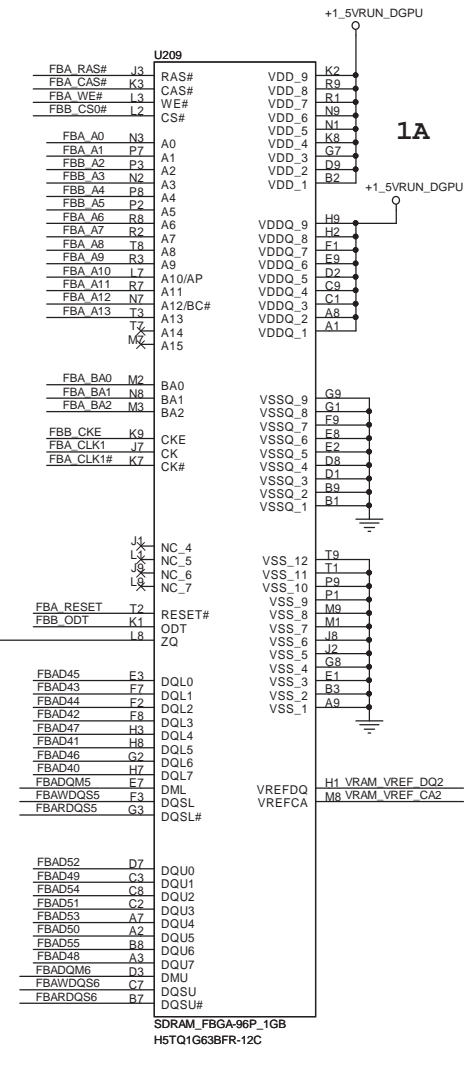 +1_5VRUN_DGPU
U209
FBA_RAS# J3 RAS# VDD_9 K2
FBA_CAS# K3 CAS# VDD_8 R9
FBA_WE# L3 WE# VDD_7 R1
FBB_CS0# L2 CS# VDD_6 N9
VDD_5 N1
FBA_A0 N3 A0 VDD_4 K8
FBA_A1 P7 A1 VDD_3 G7
FBB_A2 P3 A2 VDD_2 D9
FBB_A3 N2 A3 VDD_1 B2
1A
+1_5VRUN_DGPU
FBB_A4 P8 A4
FBB_A5 P2 A5
FBA_A6 R8 A6 VDDQ_9 H9
FBA_A7 R2 A7 VDDQ_8 H2
FBA_A8 T8 A8 VDDQ_7 F1
FBA_A9 R3 A9 VDDQ_6 E9
FBA_A10 L7 A10/AP VDDQ_5 D2
FBA_A11 R7 A11 VDDQ_4 C9
FBA_A12 N7 A12/BC# VDDQ_3 C1
FBA_A13 T3 A13 VDDQ_2 A8
T7 A14 VDDQ_1 A1
M7 A15
FBA_BA0 M2 BA0
FBA_BA1 N8 BA1 VSSQ_9 G9
FBA_BA2 M3 BA2 VSSQ_8 G1
VSSQ_7 F9
FBB_CKE K9 CKE VSSQ_6 E8
FBA_CLK1 J7 CK VSSQ_5 E2
FBA_CLK1# K7 CK# VSSQ_4 D8
VSSQ_3 D1
VSSQ_2 B9
VSSQ_1 B1
J1 NC_4
L1 NC_5 VSS_12 T9
J9 NC_6 VSS_11 T1
L9 NC_7 VSS_10 P9
VSS_9 P1
FBA_RESET T2 RESET# VSS_8 M9
FBB_ODT K1 ODT VSS_7 M1
L8 ZQ VSS_6 J8
VSS_5 J2
VSS_4 G8
FBAD45 E3 DQL0 VSS_3 E1
FBAD43 F7 DQL1 VSS_2 B3
FBAD44 F2 DQL2 VSS_1 A9
FBAD42 F8 DQL3
FBAD47 H3 DQL4
FBAD41 H8 DQL5
FBAD46 G2 DQL6
FBAD40 H7 DQL7
FBADQM5 E7 DML VREFDQ H1 VRAM_VREF_DQ2
FBAWDQS5 F3 DQSL VREFCA M8 VRAM_VREF_CA2
FBARDQS5 G3 DQSL#
FBAD52 D7 DQU0
FBAD49 C3 DQU1
FBAD54 C8 DQU2
FBAD51 C2 DQU3
FBAD53 A7 DQU4
FBAD50 A2 DQU5
FBAD55 B8 DQU6
FBAD48 A3 DQU7
FBADQM6 D3 DMU
FBAWDQS6 C7 DQSU
FBARDQS6 B7 DQSU#
SDRAM_FBGA-96P_1GB
H5TQ1G63BFR-12C